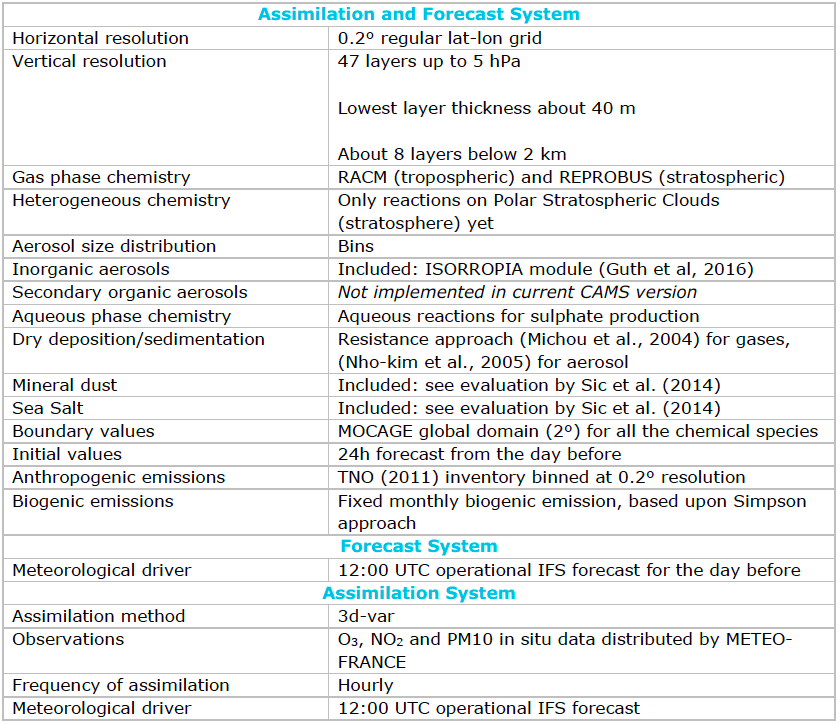 Assimilation and Forecast System
Horizontal resolution 0.2º regular lat-lon grid
Vertical resolution 47 layers up to 5 hPa
Lowest layer thickness about 40 m
About 8 layers below 2 km
Gas phase chemistry RACM (tropospheric) and REPROBUS (stratospheric)
Heterogeneous chemistry Only reactions on Polar Stratospheric Clouds
(stratosphere) yet
Aerosol size distribution Bins
Inorganic aerosols Included: ISORROPIA module (Guth et al, 2016)
Secondary organic aerosols Not implemented in current CAMS version
Aqueous phase chemistry Aqueous reactions for sulphate production
Dry deposition/sedimentation Resistance approach (Michou et al., 2004) for gases,
(Nho-kim et al., 2005) for aerosol
Mineral dust Included: see evaluation by Sic et al. (2014)
Sea Salt Included: see evaluation by Sic et al. (2014)
Boundary values MOCAGE global domain (2º) for all the chemical species
Initial values 24h forecast from the day before
Anthropogenic emissions TNO (2011) inventory binned at 0.2º resolution
Biogenic emissions Fixed monthly biogenic emission, based upon Simpson
approach
Forecast System
Meteorological driver 12:00 UTC operational IFS forecast for the day before
Assimilation System
Assimilation method 3d-var
Observations O₃, NO₂ and PM10 in situ data distributed by METEO-
FRANCE
Frequency of assimilation Hourly
Meteorological driver 12:00 UTC operational IFS forecast